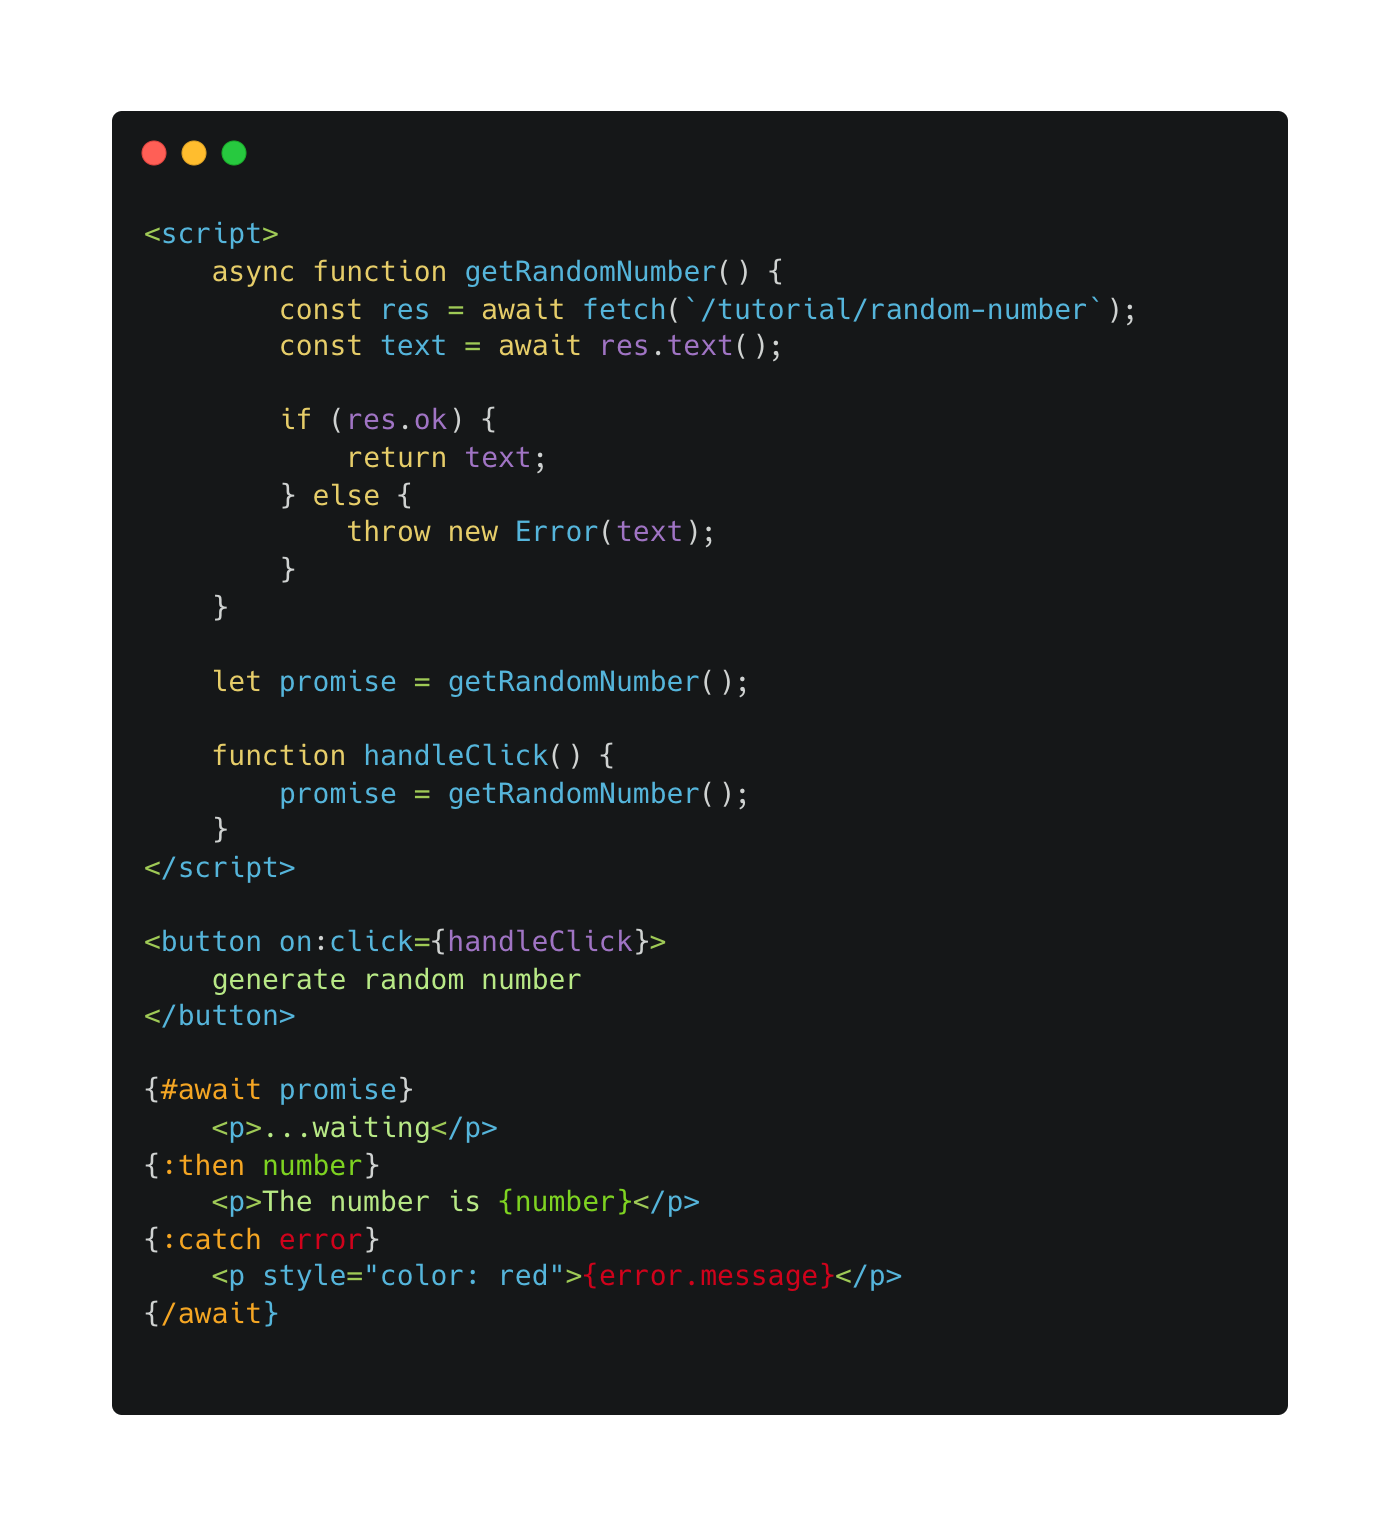 <script>
    async function getRandomNumber() {
        const res = await fetch(`/tutorial/random-number`);
        const text = await res.text();

        if (res.ok) {
            return text;
        } else {
            throw new Error(text);
        }
    }

    let promise = getRandomNumber();

    function handleClick() {
        promise = getRandomNumber();
    }
</script>

<button on:click={handleClick}>
    generate random number
</button>

{#await promise}
    <p>...waiting</p>
{:then number}
    <p>The number is {number}</p>
{:catch error}
    <p style="color: red">{error.message}</p>
{/await}